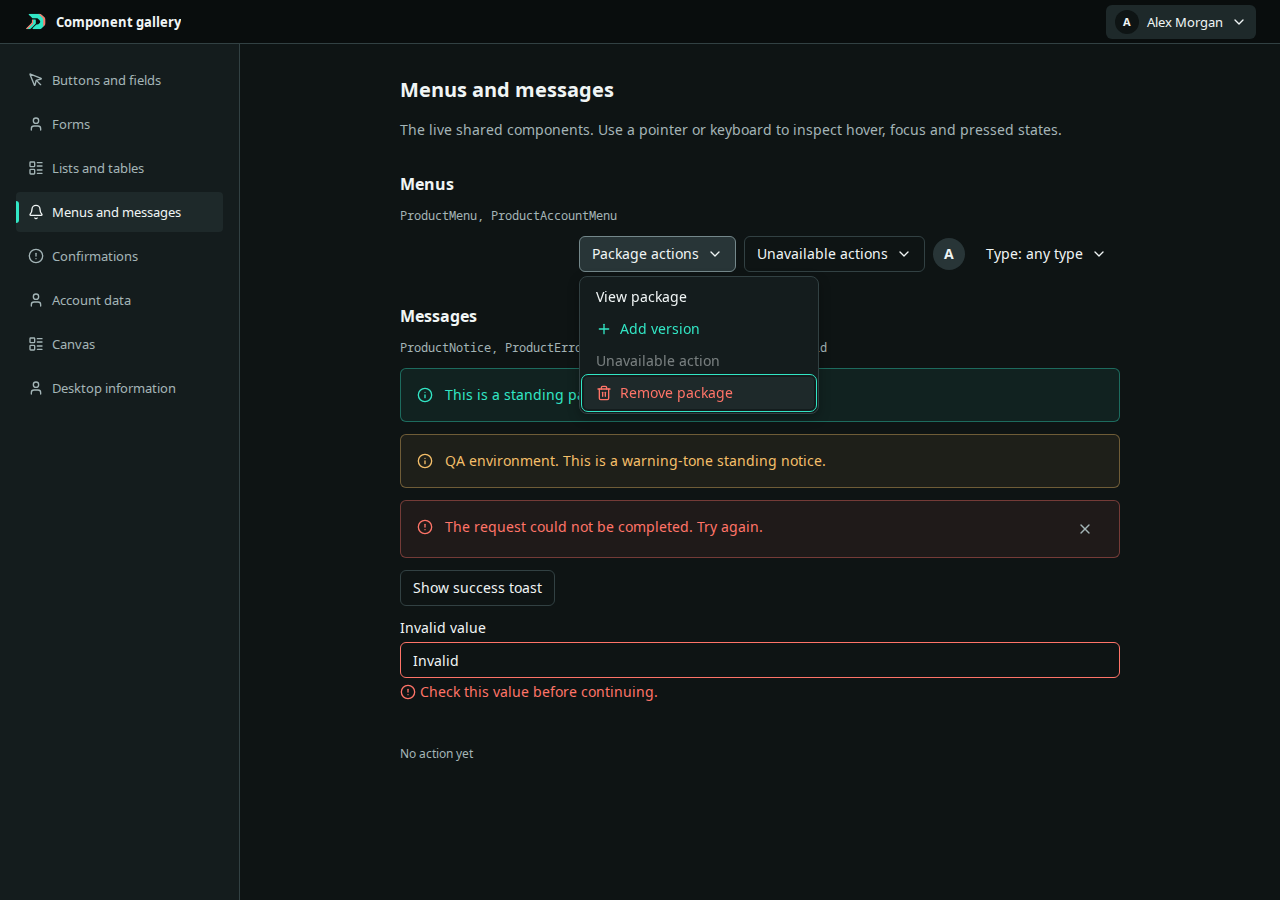 Component gallery
A
Alex Morgan
Buttons and fields
Forms
Lists and tables
Menus and messages
Confirmations
Account data
Canvas
Desktop information
Menus and messages
The live shared components. Use a pointer or keyboard to inspect hover, focus and pressed states.
Menus
ProductMenu, ProductAccountMenu
Package actions
Unavailable actions
A
Type: any type
View package
Add version
Unavailable action
Remove package
Messages
ProductNotice,
This is a standing
QA environment. This is a warning-tone standing notice.
The request could not be completed. Try again.
Show success toast
Invalid value
Invalid
Check this value before continuing.
No action yet